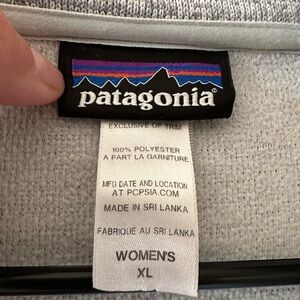 patagonia®
EXCLUSIVE OF TRIM
100% POLYESTER
A PART LA GARNITURE
MFG DATE AND LOCATION
AT PCPSIA.COM
MADE IN SRI LANKA
FABRIQUÉ AU SRI LANKA
WOMEN'S
XL